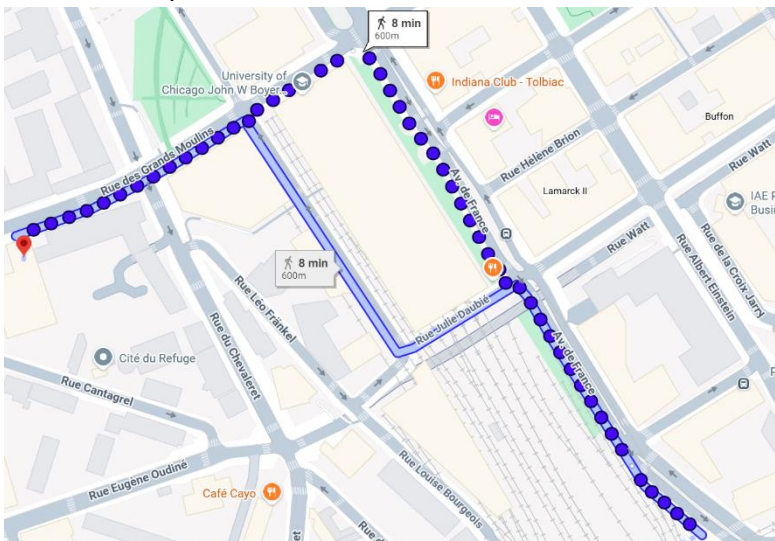 8 min
600m
University of
Chicago John W Boyer...
Indiana Club - Tolbiac
Buffon
Rue des Grands Moulins
Rue Hélène Brion
Rue Watt
Lamarck II
IAE P
Busin
Av. de France
8 min
600m
Rue Watt
Rue Albert Einstein
Rue de la Croix Jarry
Rue Léo Fränkel
Rue Julie Daubié
Cité du Refuge
Rue du Chevaleret
Av. de France
Rue Cantagrel
Rue Eugène Oudiné
Rue Louise Bourgeois
Café Cayo